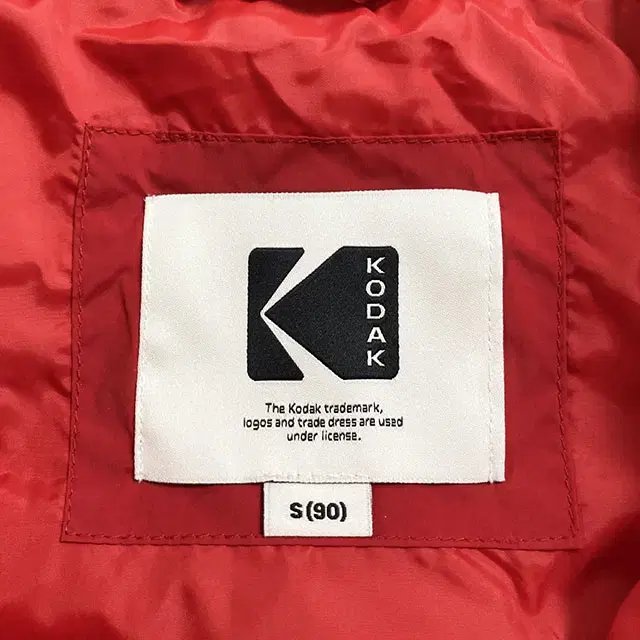 KODAK
The Kodak trademark,
logos and trade dress are used
under license.
S(90)